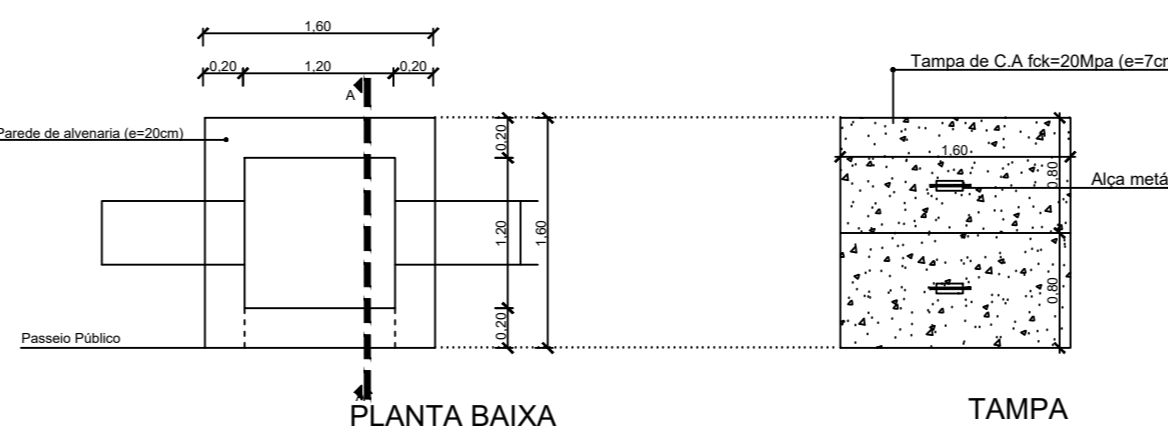 1,60
0,20
1,20
0,20
A
Parede de alvenaria (e=20cm)
0,20
1,20
1,60
0,20
Passeio Público
PLANTA BAIXA
Tampa de C.A fck=20Mpa (e=7cm
1,60
0,80
Alça metá
0,80
TAMPA